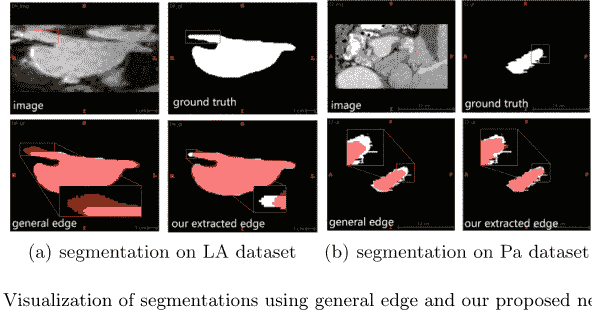 image
ground truth
image
ground truth
general edge
our extracted edge
general edge
our extracted edge
(a) segmentation on LA dataset
(b) segmentation on Pa dataset
Visualization of segmentations using general edge and our proposed